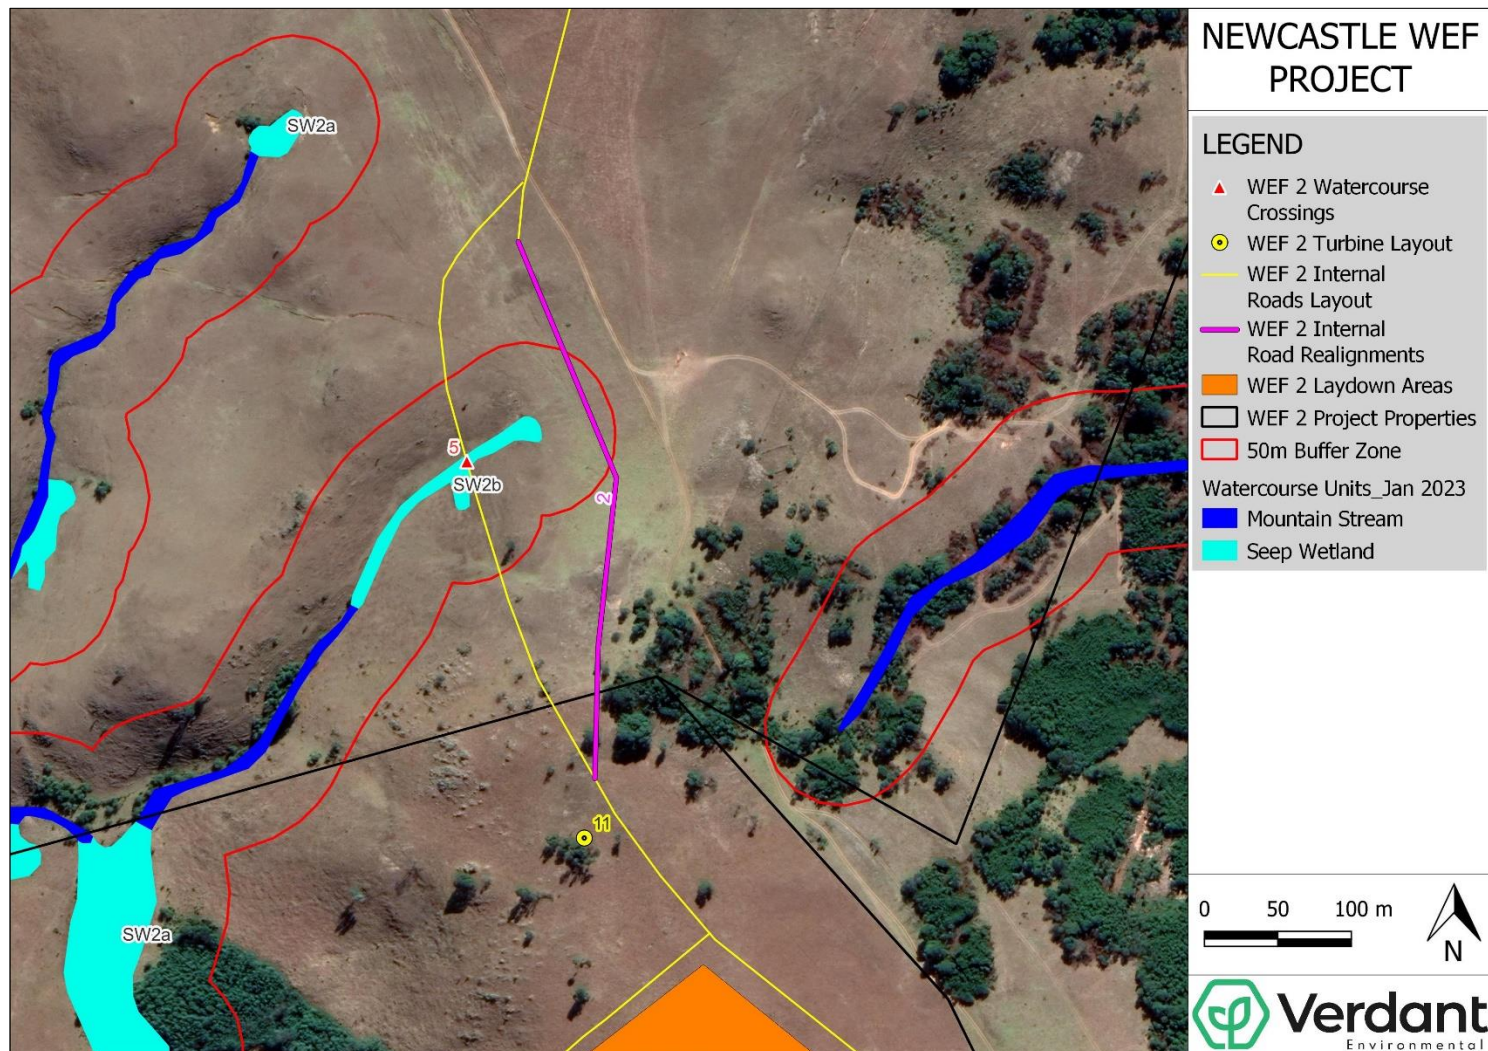 NEWCASTLE WEF
PROJECT
LEGEND
WEF 2 Watercourse
Crossings
WEF 2 Turbine Layout
WEF 2 Internal
Roads Layout
WEF 2 Internal
Road Realignments
WEF 2 Laydown Areas
WEF 2 Project Properties
50m Buffer Zone
Watercourse Units_Jan 2023
Mountain Stream
Seep Wetland
SW2a
5
SW2b
2
11
SW2a
0 50 100 m
N
Verdant
Environmental